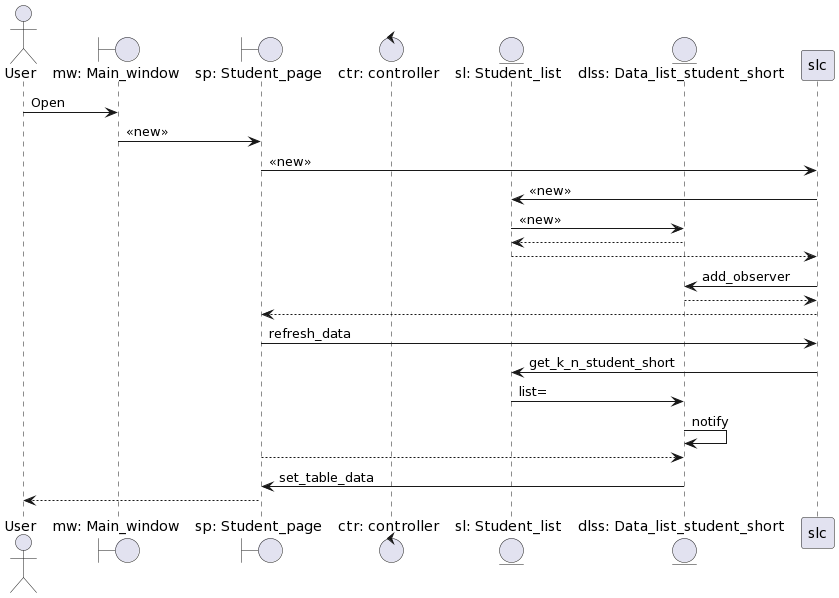 User mw: Main_window sp: Student_page ctr: controller sl: Student_list dlss: Data_list_student_short slc
Open
«new»
«new»
«new»
«new»
add_observer
refresh_data
get_k_n_student_short
list=
notify
set_table_data
User mw: Main_window sp: Student_page ctr: controller sl: Student_list dlss: Data_list_student_short slc